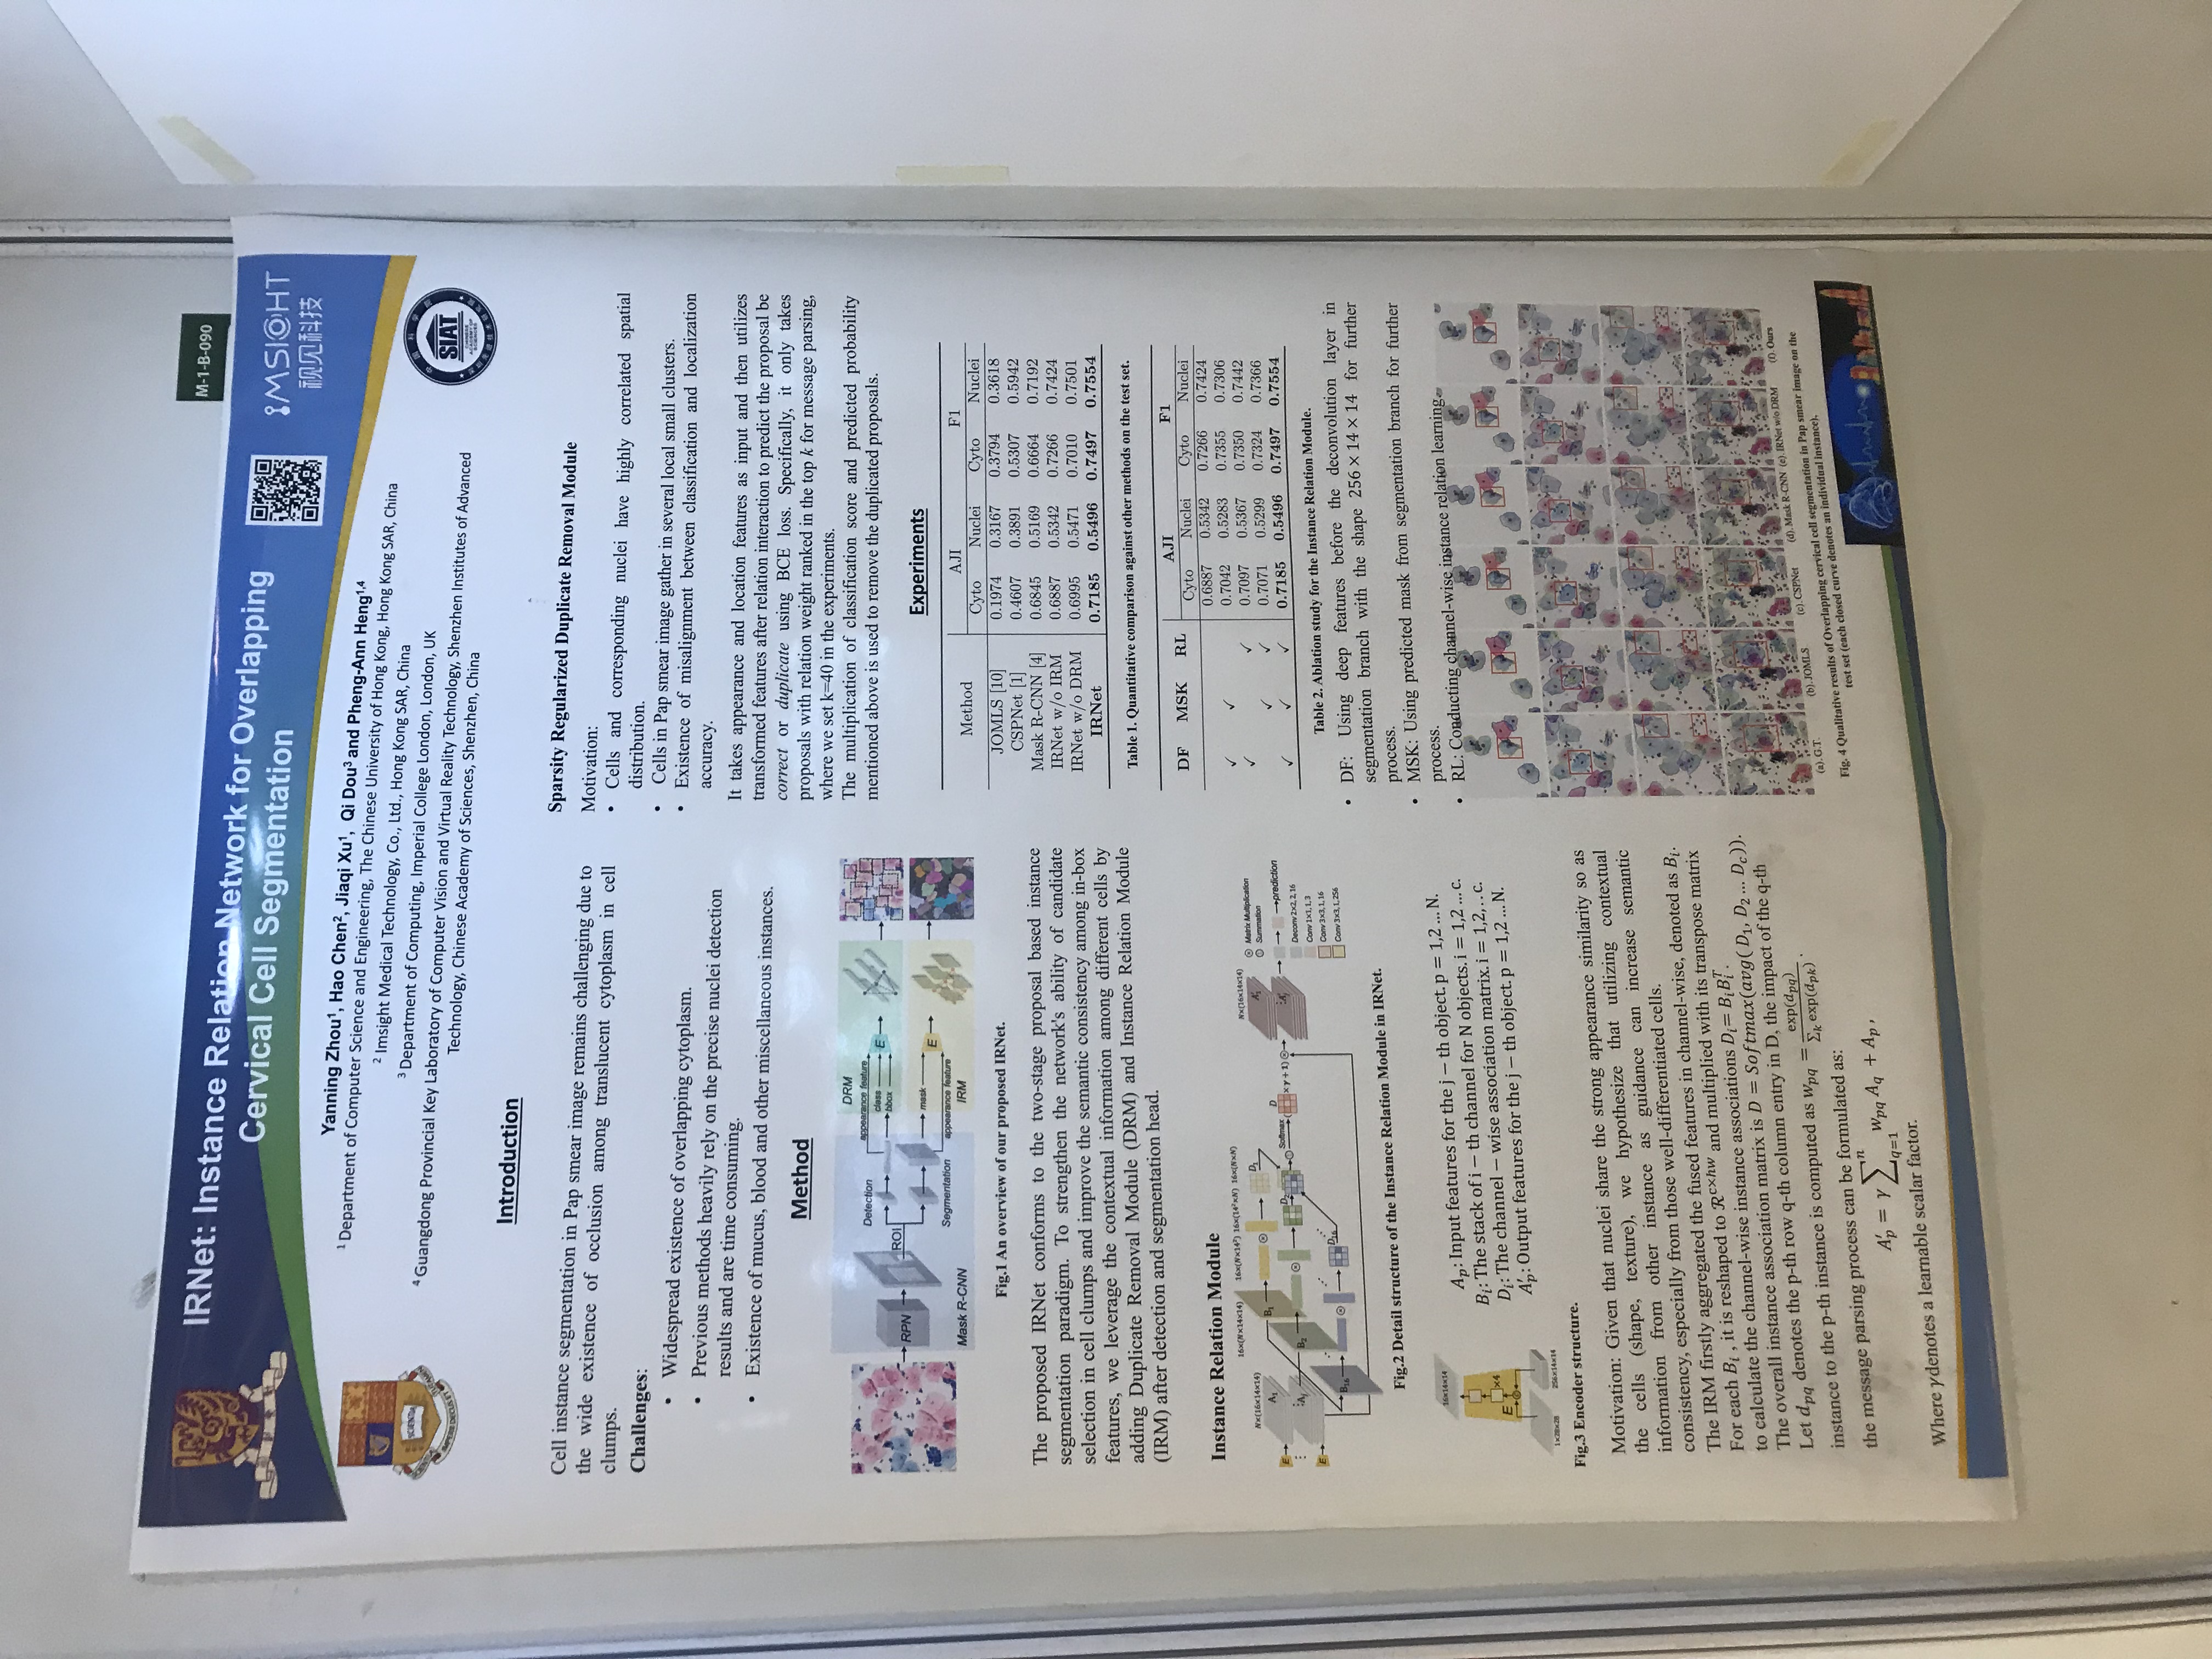 M-1-B-090
IRNet: Instance Relation Network for Overlapping
Cervical Cell Segmentation
IMSIGHT
视见科技
Yanning Zhou¹, Hao Chen², Jiaqi Xu¹, Qi Dou³ and Pheng-Ann Heng¹,⁴
¹ Department of Computer Science and Engineering, The Chinese University of Hong Kong, Hong Kong SAR, China
² Imsight Medical Technology, Co., Ltd., Hong Kong SAR, China
³ Department of Computing, Imperial College London, London, UK
⁴ Guangdong Provincial Key Laboratory of Computer Vision and Virtual Reality Technology, Shenzhen Institutes of Advanced
Technology, Chinese Academy of Sciences, Shenzhen, China
SCIENTIA
SIAT
CHINESE
ACADEMY OF
SCIENCES
Introduction
Cell instance segmentation in Pap smear image remains challenging due to
the wide existence of occlusion among translucent cytoplasm in cell
clumps.
Challenges:
• Widespread existence of overlapping cytoplasm.
• Previous methods heavily rely on the precise nuclei detection
results and are time consuming.
• Existence of mucus, blood and other miscellaneous instances.
Method
RPN
ROI
Mask R-CNN
Detection
Segmentation
DRM
appearance feature
class
bbox
E
mask
E
appearance feature
IRM
Fig.1 An overview of our proposed IRNet.
The proposed IRNet conforms to the two-stage proposal based instance
segmentation paradigm. To strengthen the network's ability of candidate
selection in cell clumps and improve the semantic consistency among in-box
features, we leverage the contextual information among different cells by
adding Duplicate Removal Module (DRM) and Instance Relation Module
(IRM) after detection and segmentation head.
Instance Relation Module
N×(16×14×14) 16×(N×14×14) 16×(N×14²) 16×(14²×N) 16×(N×N) N×(16×14×14)
E A₁ B₁ D₁
Aⱼ B₂ D₂ Softmax D ×γ+1)
E B₁₆ D₁₆
A'₁
A'ⱼ
Matrix Multiplication
Summation
prediction
Deconv 2×2, 2, 16
Conv 1×1, 1, 3
Conv 3×3, 1, 16
Conv 3×3, 1, 256
Fig.2 Detail structure of the Instance Relation Module in IRNet.
16×14×14
×4
E
1×28×28 256×14×14
Fig.3 Encoder structure.
Aₚ: Input features for the j − th object. p = 1,2 … N.
Bᵢ: The stack of i − th channel for N objects. i = 1,2 … c.
Dᵢ: The channel − wise association matrix. i = 1,2, . . c.
A′ₚ: Output features for the j − th object. p = 1,2 … N.
Motivation: Given that nuclei share the strong appearance similarity so as
the cells (shape, texture), we hypothesize that utilizing contextual
information from other instance as guidance can increase semantic
consistency, especially from those well-differentiated cells.
The IRM firstly aggregated the fused features in channel-wise, denoted as Bᵢ.
For each Bᵢ , it is reshaped to ℛ^{c×hw} and multiplied with its transpose matrix
to calculate the channel-wise instance associations Dᵢ= BᵢBᵢᵀ.
The overall instance association matrix is D = Softmax(avg( D₁, D₂ … D_c)).
Let d_{pq} denotes the p-th row q-th column entry in D, the impact of the q-th
instance to the p-th instance is computed as w_{pq} = exp(d_{pq}) / Σ_k exp(d_{pk}) .
the message parsing process can be formulated as:
A′_p = γ Σ_{q=1}^{n} w_{pq} A_q + A_p ,
Where γdenotes a learnable scalar factor.
Sparsity Regularized Duplicate Removal Module
Motivation:
• Cells and corresponding nuclei have highly correlated spatial
distribution.
• Cells in Pap smear image gather in several local small clusters.
• Existence of misalignment between classification and localization
accuracy.
It takes appearance and location features as input and then utilizes
transformed features after relation interaction to predict the proposal be
correct or duplicate using BCE loss. Specifically, it only takes
proposals with relation weight ranked in the top k for message parsing,
where we set k=40 in the experiments.
The multiplication of classification score and predicted probability
mentioned above is used to remove the duplicated proposals.
Experiments
Method AJI F1
Cyto Nuclei Cyto Nuclei
JOMLS [10] 0.1974 0.3167 0.3794 0.3618
CSPNet [1] 0.4607 0.3891 0.5307 0.5942
Mask R-CNN [4] 0.6845 0.5169 0.6664 0.7192
IRNet w/o IRM 0.6887 0.5342 0.7266 0.7424
IRNet w/o DRM 0.6995 0.5471 0.7010 0.7501
IRNet 0.7185 0.5496 0.7497 0.7554
Table 1. Quantitative comparison against other methods on the test set.
DF MSK RL AJI F1
Cyto Nuclei Cyto Nuclei
0.6887 0.5342 0.7266 0.7424
✓ ✓ 0.7042 0.5283 0.7355 0.7306
✓ ✓ 0.7097 0.5367 0.7350 0.7442
✓ ✓ 0.7071 0.5299 0.7324 0.7366
✓ ✓ ✓ 0.7185 0.5496 0.7497 0.7554
Table 2. Ablation study for the Instance Relation Module.
• DF: Using deep features before the deconvolution layer in
segmentation branch with the shape 256 × 14 × 14 for further
process.
• MSK: Using predicted mask from segmentation branch for further
process.
• RL: Conducting channel-wise instance relation learning.
(a). G.T. (b). JOMLS (c). CSPNet (d). Mask R-CNN (e). IRNet w/o DRM (f). Ours
Fig. 4 Qualitative results of Overlapping cervical cell segmentation in Pap smear image on the
test set (each closed curve denotes an individual instance).